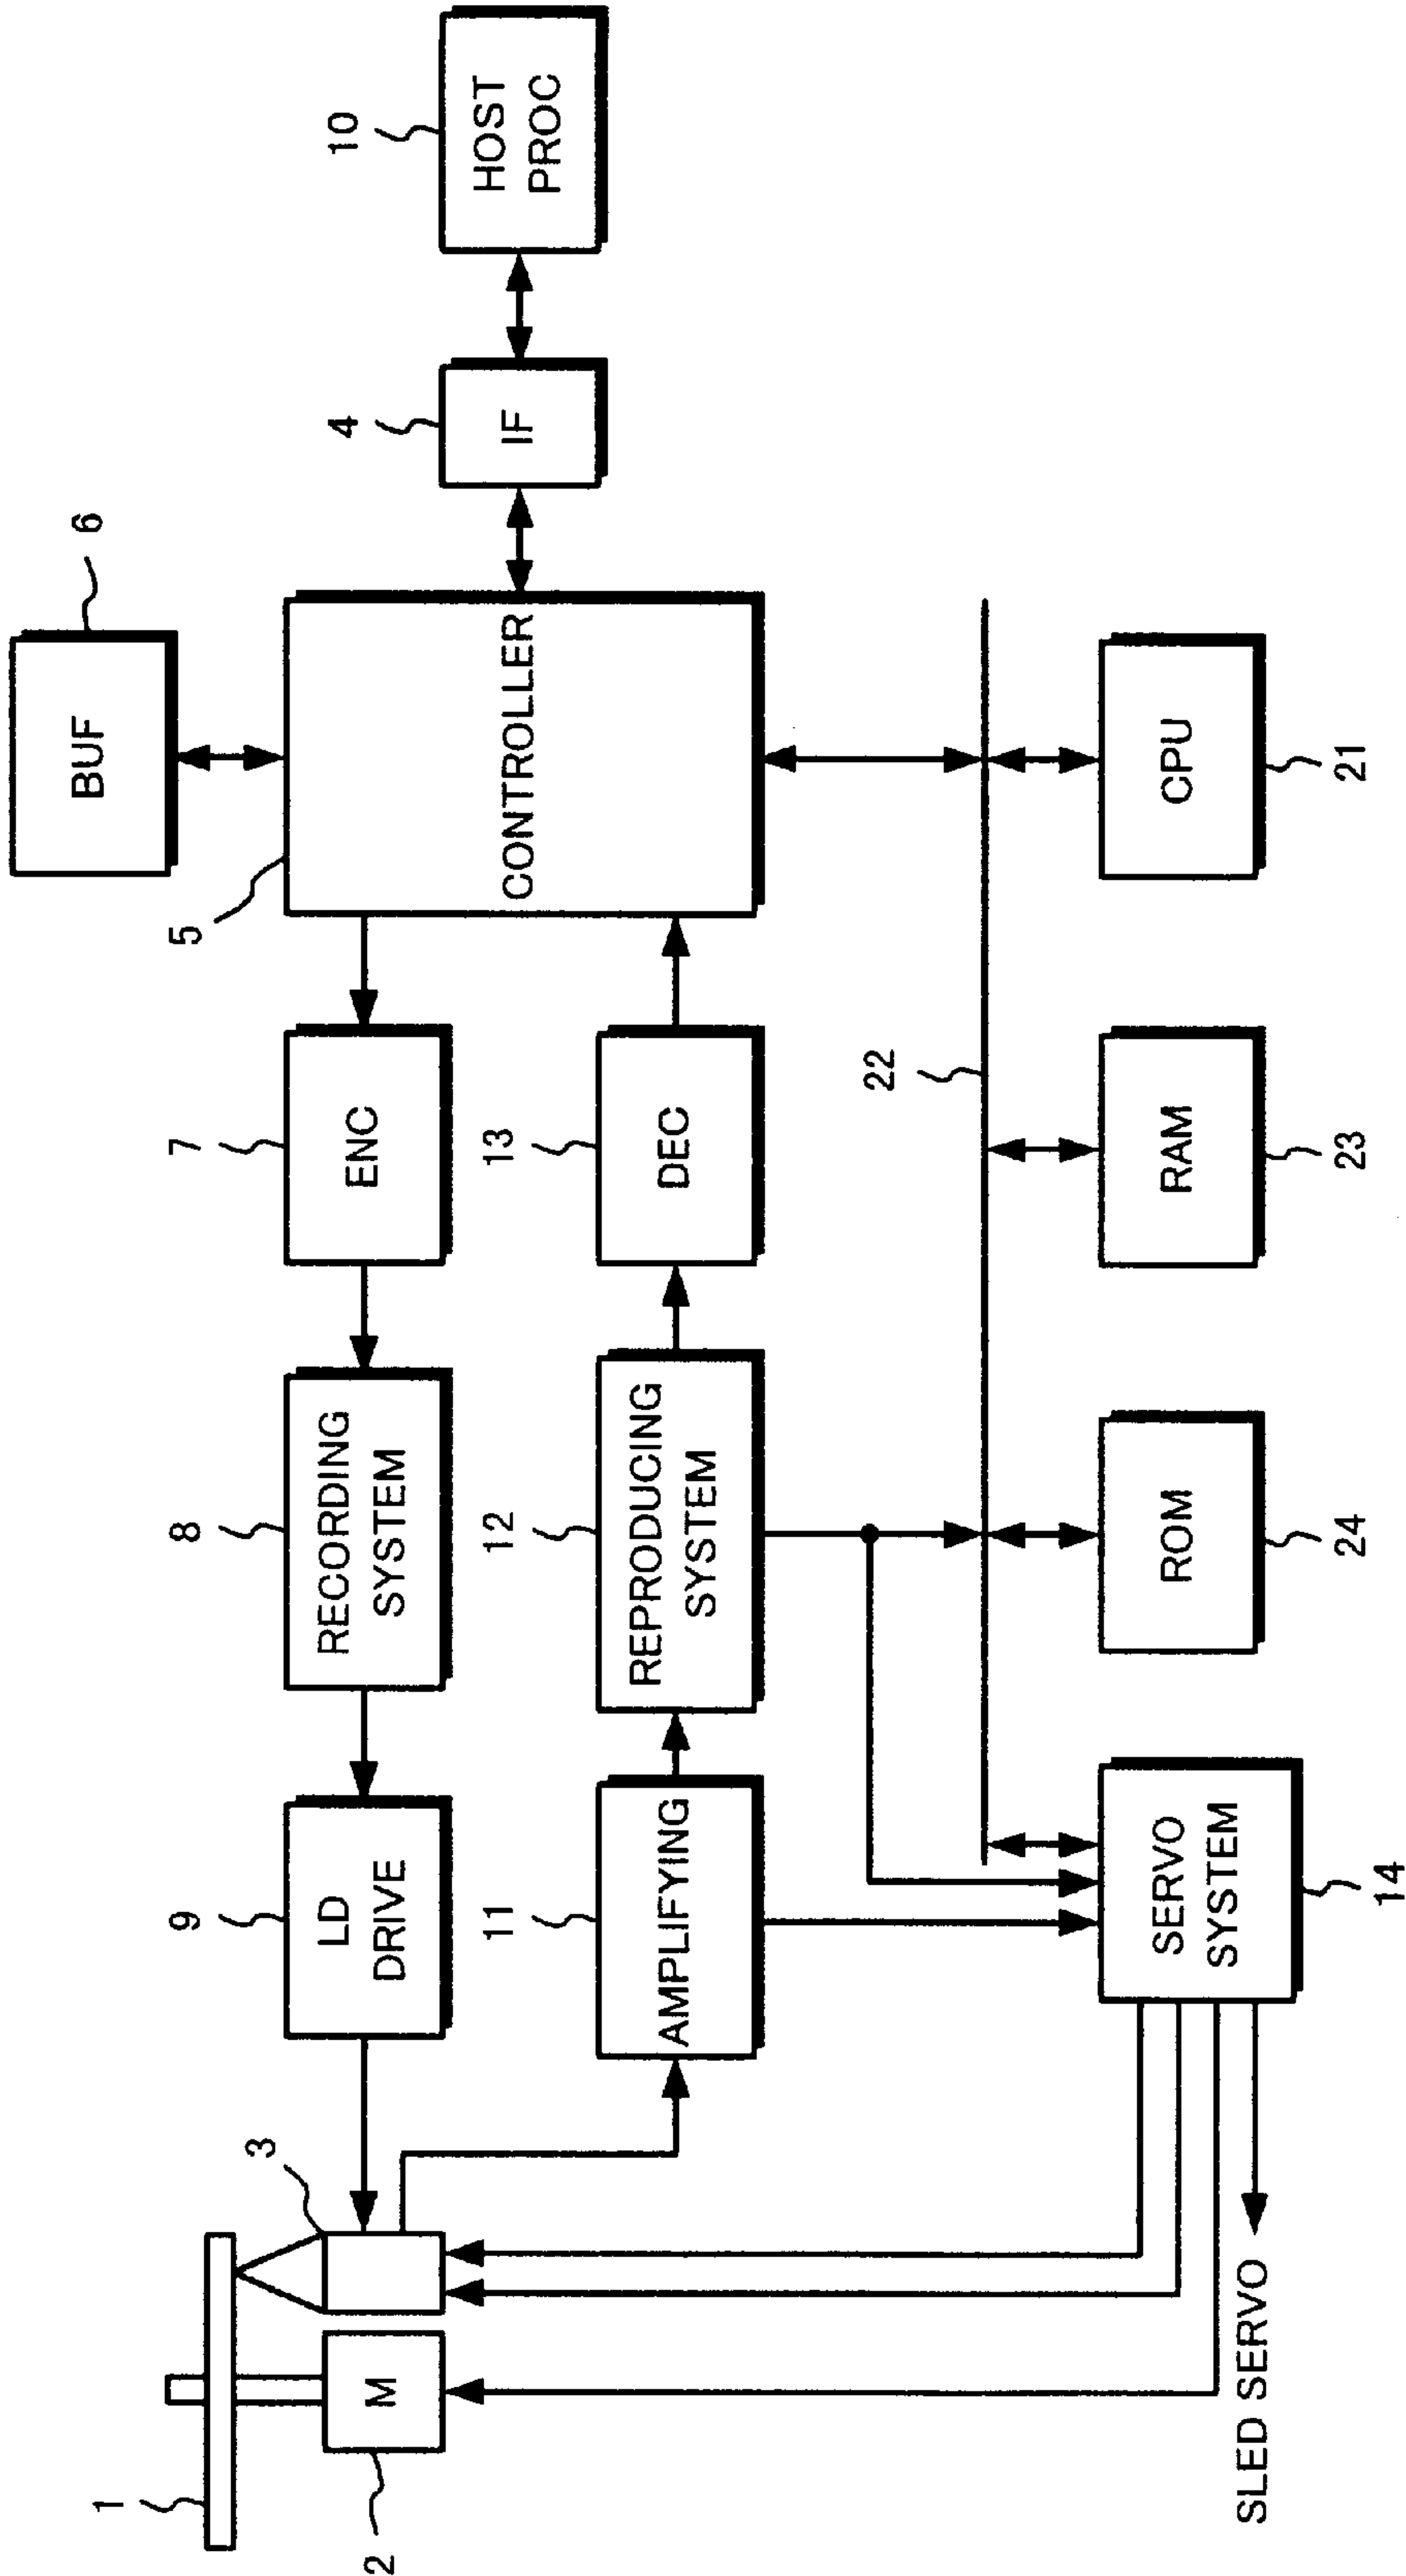 1
2
M
3
9
LD
DRIVE
8
RECORDING
SYSTEM
7
ENC
5
CONTROLLER
6
BUF
4
IF
10
HOST
PROC
11
AMPLIFYING
12
REPRODUCING
SYSTEM
13
DEC
22
SLED SERVO
SERVO
SYSTEM
14
ROM
24
RAM
23
CPU
21